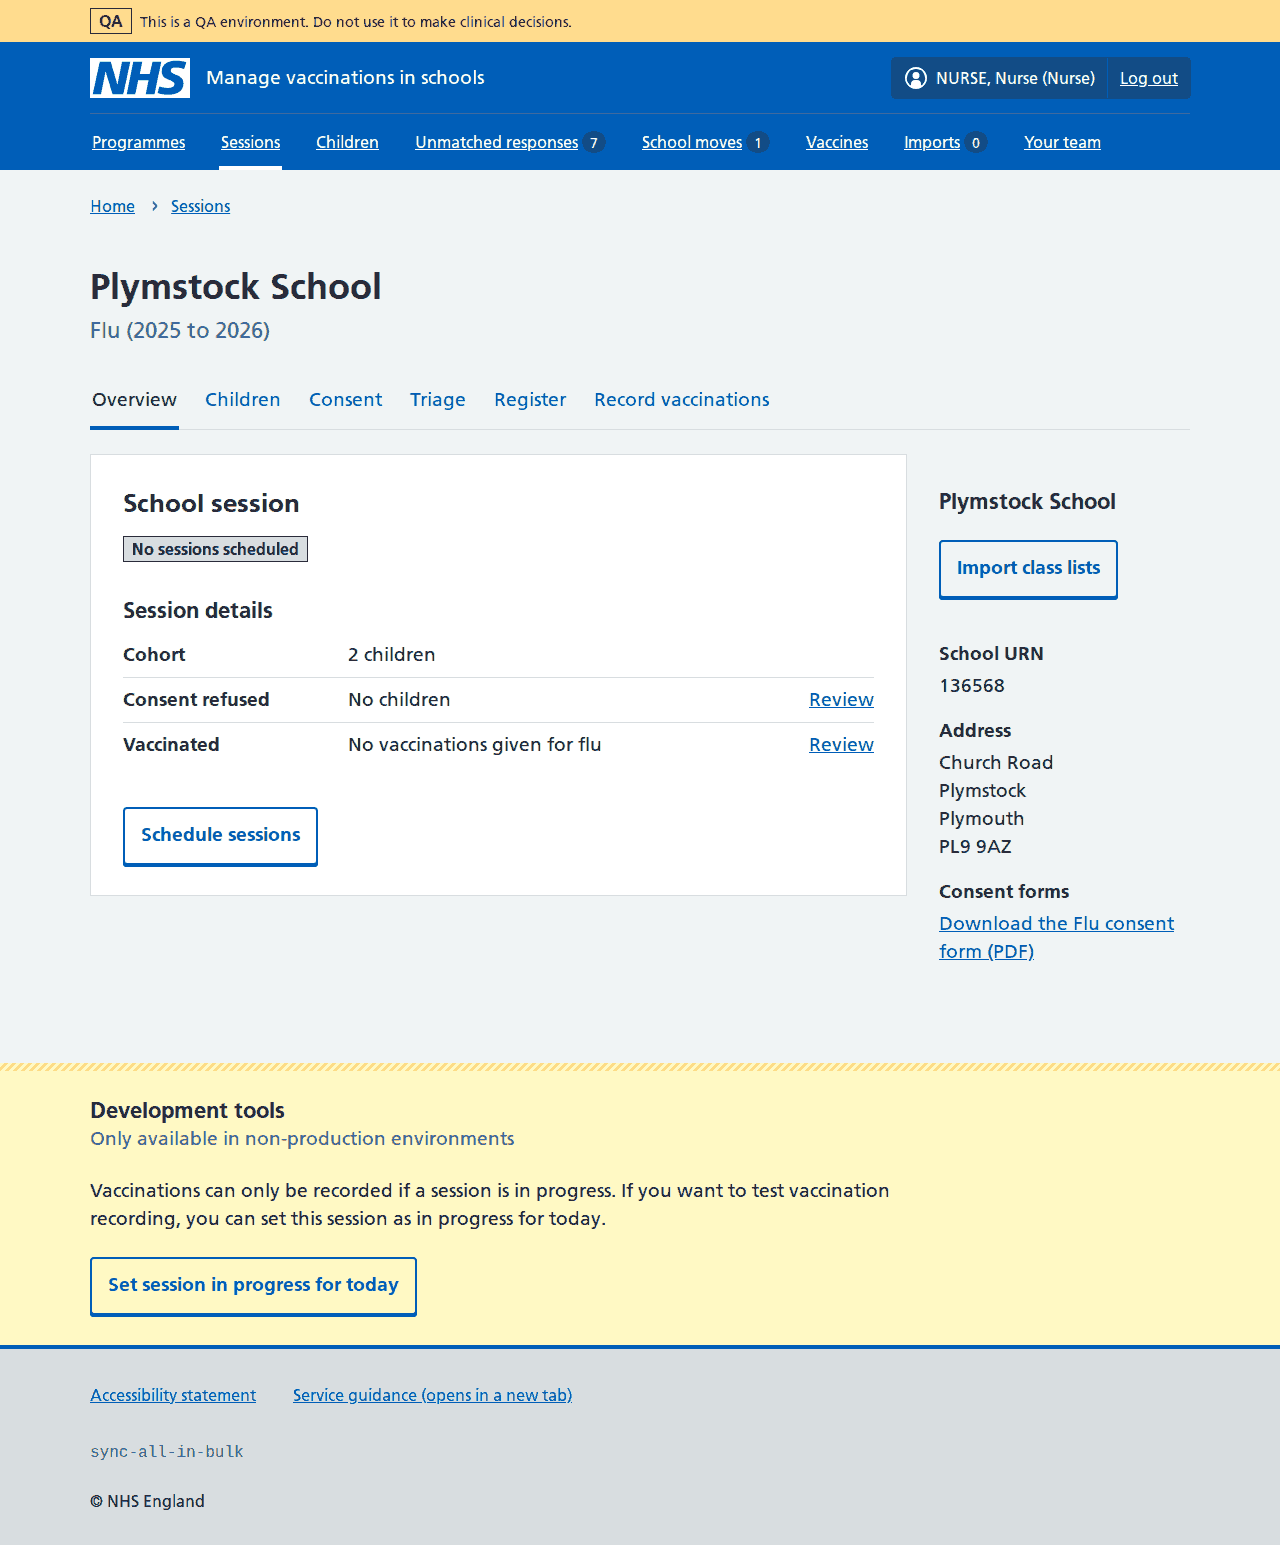 QA This is a QA environment. Do not use it to make clinical decisions.
NHS Manage vaccinations in schools NURSE, Nurse (Nurse) Log out
Programmes Sessions Children Unmatched responses 7 School moves 1 Vaccines Imports 0 Your team
Home › Sessions
Plymstock School
Flu (2025 to 2026)
Overview Children Consent Triage Register Record vaccinations
School session
No sessions scheduled
Session details
Cohort 2 children
Consent refused No children Review
Vaccinated No vaccinations given for flu Review
Schedule sessions
Plymstock School
Import class lists
School URN
136568
Address
Church Road
Plymstock
Plymouth
PL9 9AZ
Consent forms
Download the Flu consent
form (PDF)
Development tools
Only available in non-production environments
Vaccinations can only be recorded if a session is in progress. If you want to test vaccination
recording, you can set this session as in progress for today.
Set session in progress for today
Accessibility statement Service guidance (opens in a new tab)
sync-all-in-bulk
© NHS England